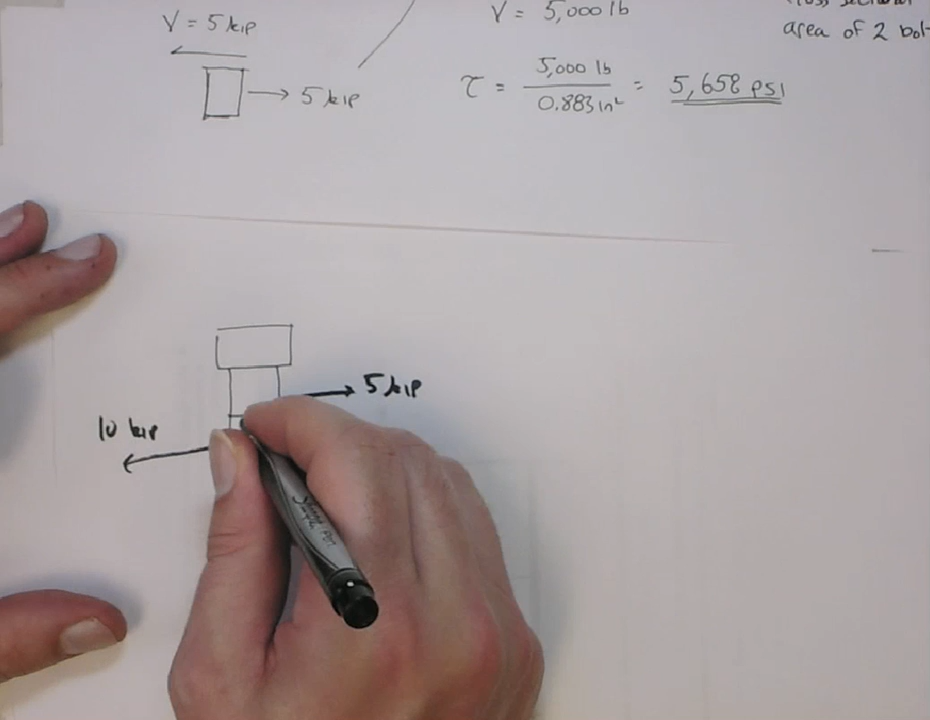 V = 5 kip
5 kip
V = 5,000 lb
area of 2 bol
τ = 5,000 lb / 0.883 in² = 5,658 psi
5 kip
10 kip